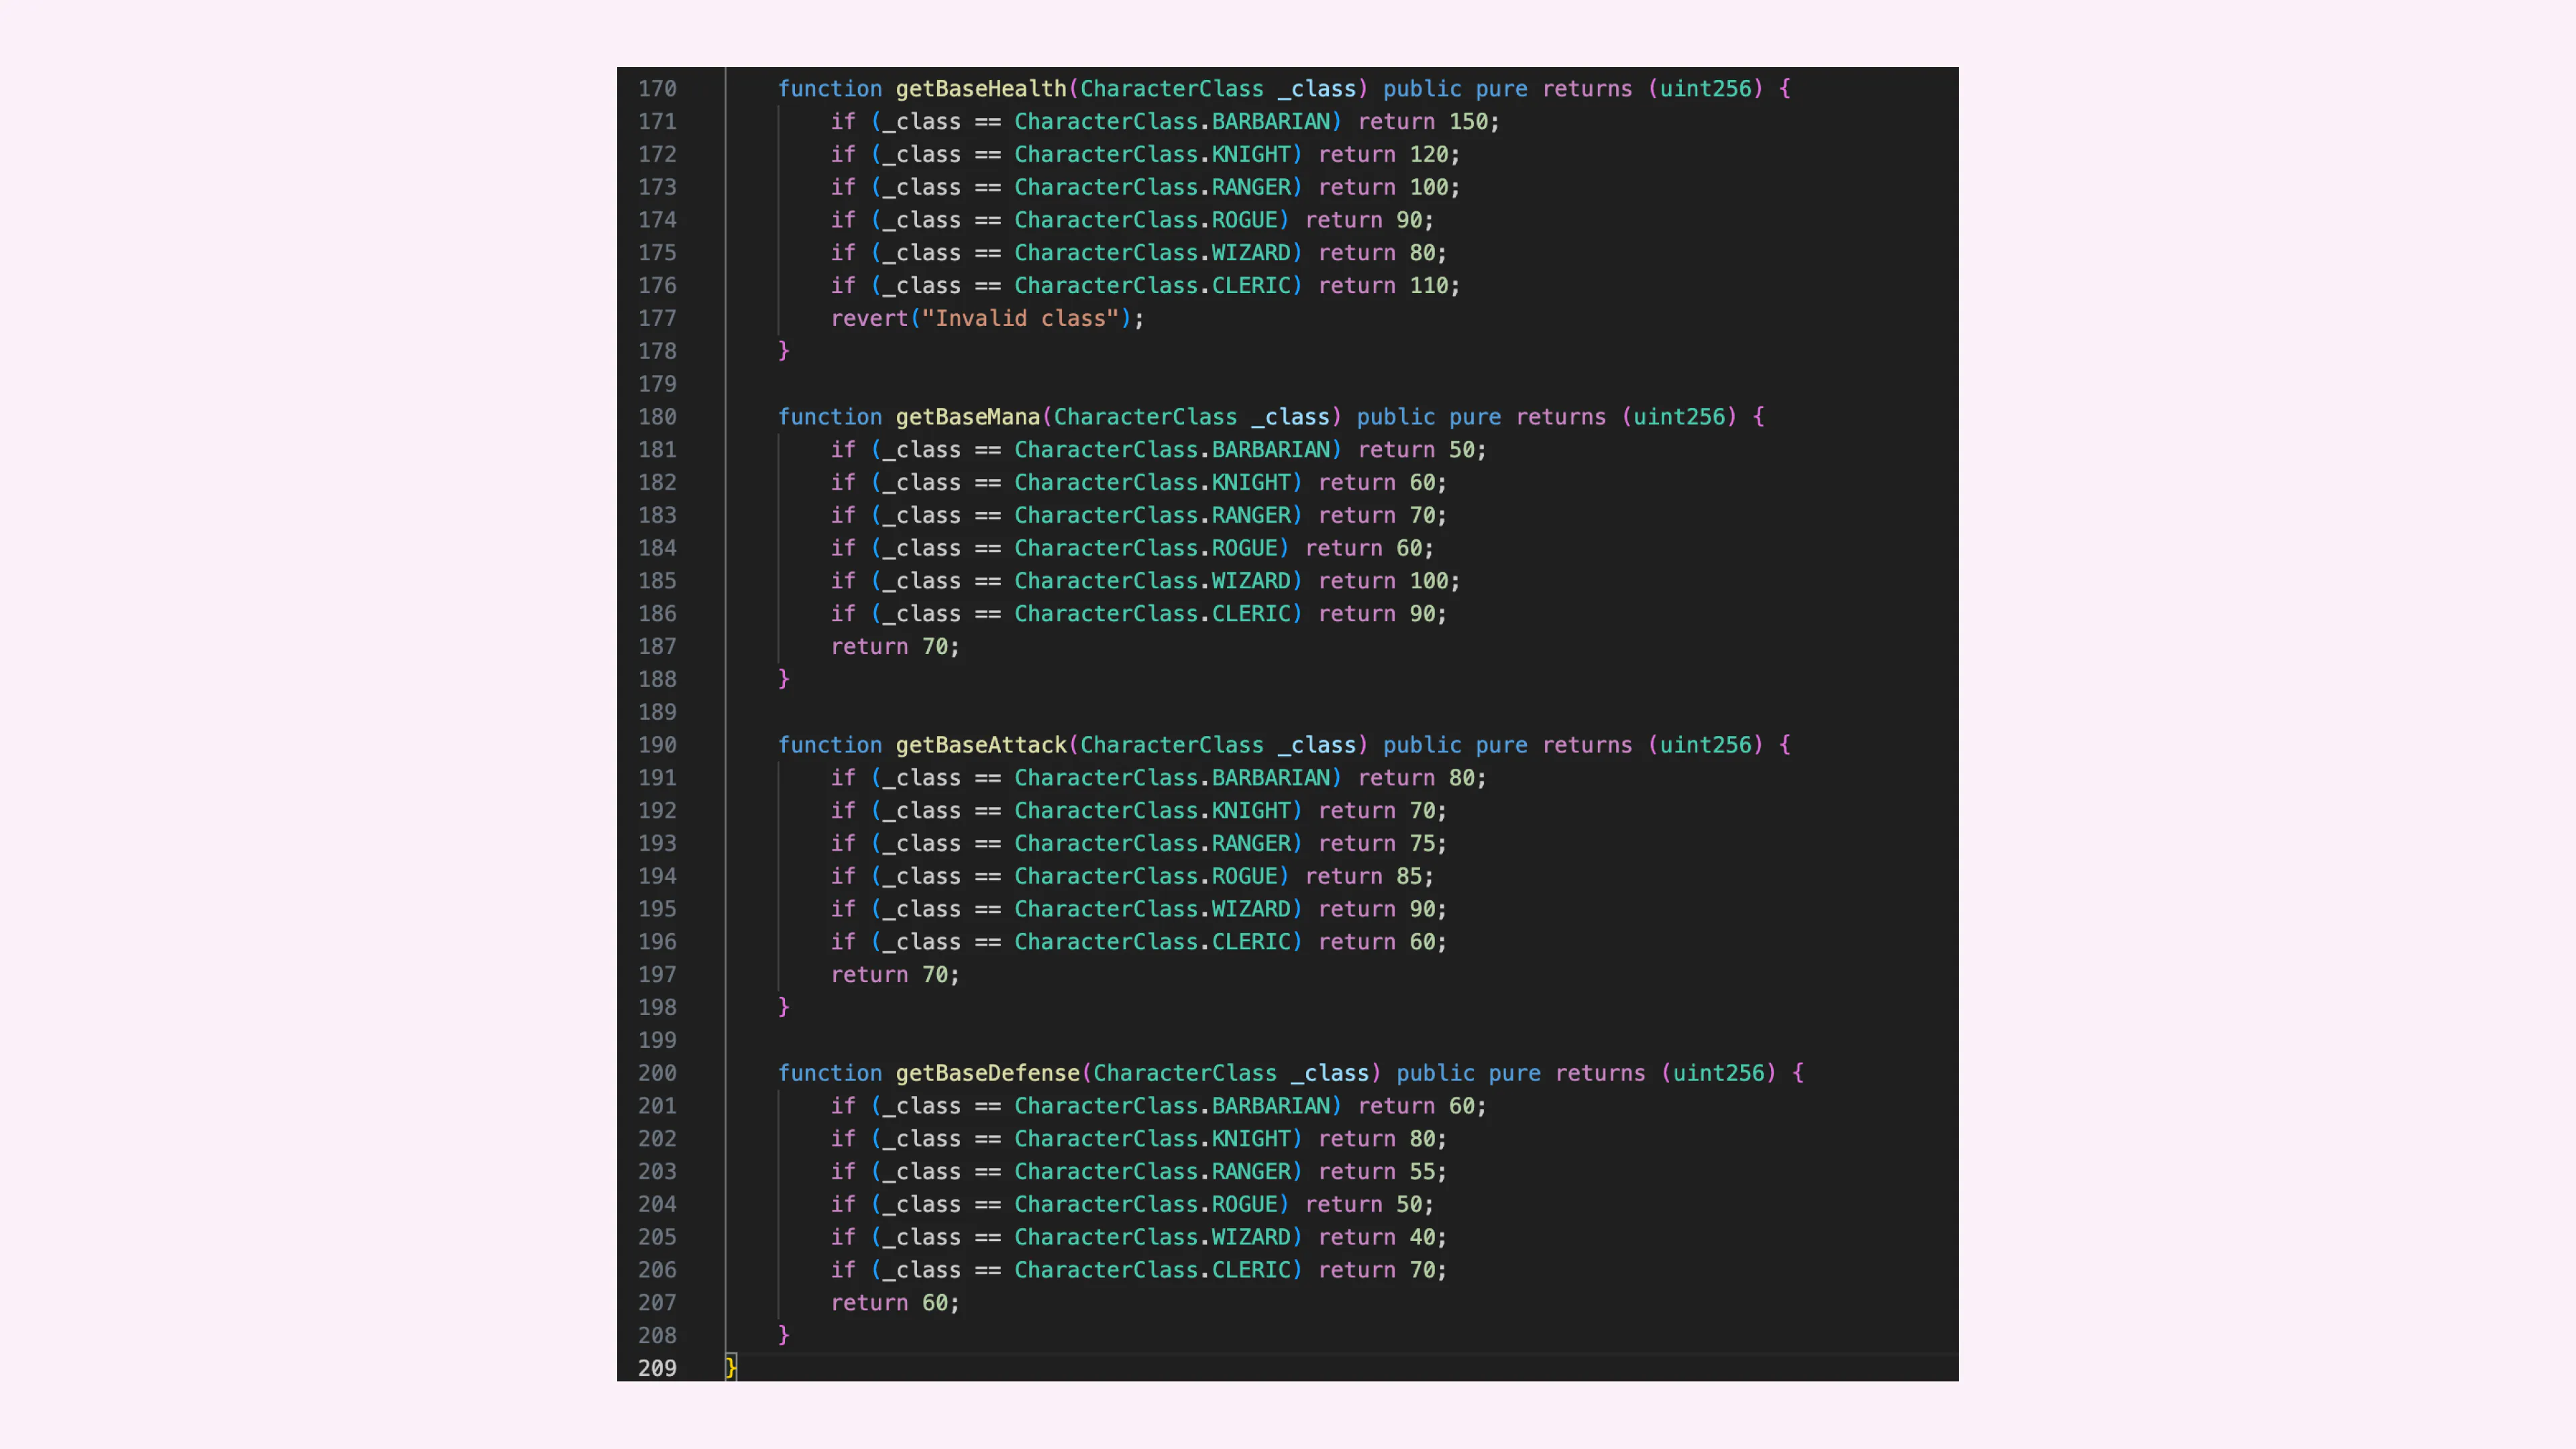 170 function getBaseHealth(CharacterClass _class) public pure returns (uint256) {
171 if (_class == CharacterClass.BARBARIAN) return 150;
172 if (_class == CharacterClass.KNIGHT) return 120;
173 if (_class == CharacterClass.RANGER) return 100;
174 if (_class == CharacterClass.ROGUE) return 90;
175 if (_class == CharacterClass.WIZARD) return 80;
176 if (_class == CharacterClass.CLERIC) return 110;
177 revert("Invalid class");
178 }
179
180 function getBaseMana(CharacterClass _class) public pure returns (uint256) {
181 if (_class == CharacterClass.BARBARIAN) return 50;
182 if (_class == CharacterClass.KNIGHT) return 60;
183 if (_class == CharacterClass.RANGER) return 70;
184 if (_class == CharacterClass.ROGUE) return 60;
185 if (_class == CharacterClass.WIZARD) return 100;
186 if (_class == CharacterClass.CLERIC) return 90;
187 return 70;
188 }
189
190 function getBaseAttack(CharacterClass _class) public pure returns (uint256) {
191 if (_class == CharacterClass.BARBARIAN) return 80;
192 if (_class == CharacterClass.KNIGHT) return 70;
193 if (_class == CharacterClass.RANGER) return 75;
194 if (_class == CharacterClass.ROGUE) return 85;
195 if (_class == CharacterClass.WIZARD) return 90;
196 if (_class == CharacterClass.CLERIC) return 60;
197 return 70;
198 }
199
200 function getBaseDefense(CharacterClass _class) public pure returns (uint256) {
201 if (_class == CharacterClass.BARBARIAN) return 60;
202 if (_class == CharacterClass.KNIGHT) return 80;
203 if (_class == CharacterClass.RANGER) return 55;
204 if (_class == CharacterClass.ROGUE) return 50;
205 if (_class == CharacterClass.WIZARD) return 40;
206 if (_class == CharacterClass.CLERIC) return 70;
207 return 60;
208 }
209 }